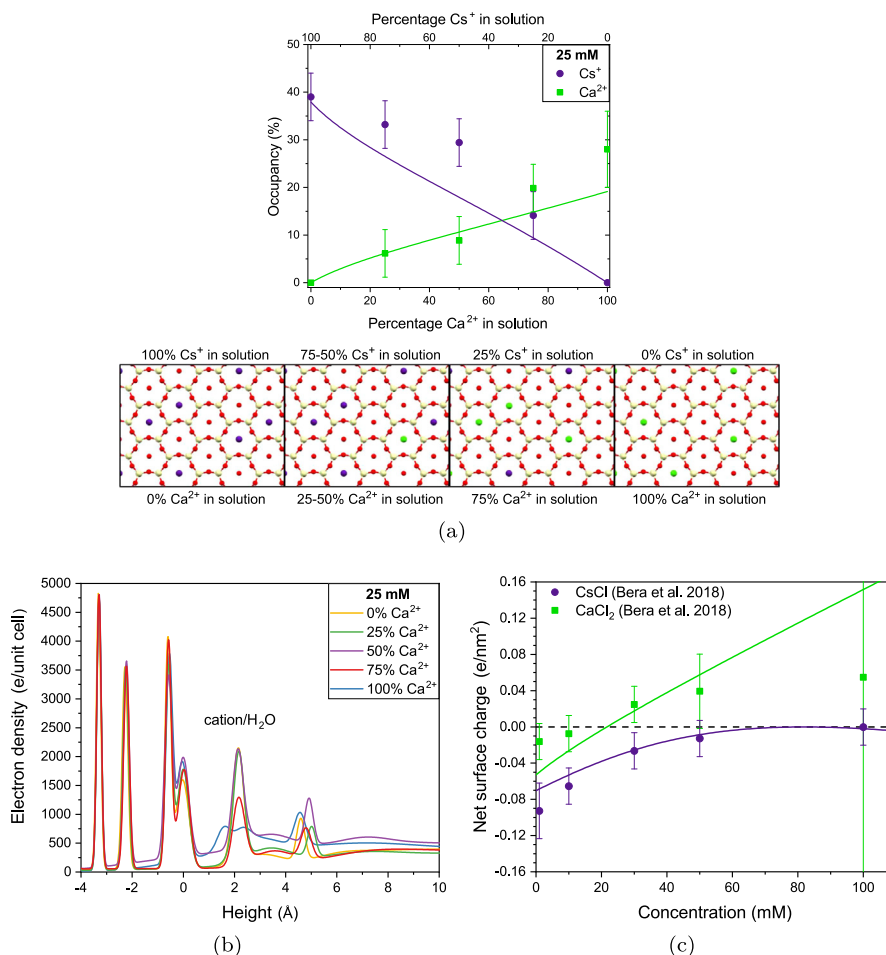 Percentage Cs⁺ in solution
100 80 60 40 20 0
50
40
30
20
10
0
Occupancy (%)
25 mM
Cs⁺
Ca²⁺
0 20 40 60 80 100
Percentage Ca²⁺ in solution
100% Cs⁺ in solution 75-50% Cs⁺ in solution 25% Cs⁺ in solution 0% Cs⁺ in solution
0% Ca²⁺ in solution 25-50% Ca²⁺ in solution 75% Ca²⁺ in solution 100% Ca²⁺ in solution
(a)
5000
4500
4000
3500
3000
2500
2000
1500
1000
500
0
Electron density (e/unit cell)
25 mM
0% Ca²⁺
25% Ca²⁺
50% Ca²⁺
75% Ca²⁺
100% Ca²⁺
cation/H₂O
-4 -2 0 2 4 6 8 10
Height (Å)
(b)
0.16
0.12
0.08
0.04
0.00
-0.04
-0.08
-0.12
-0.16
Net surface charge (e/nm²)
CsCl (Bera et al. 2018)
CaCl₂ (Bera et al. 2018)
0 20 40 60 80 100
Concentration (mM)
(c)